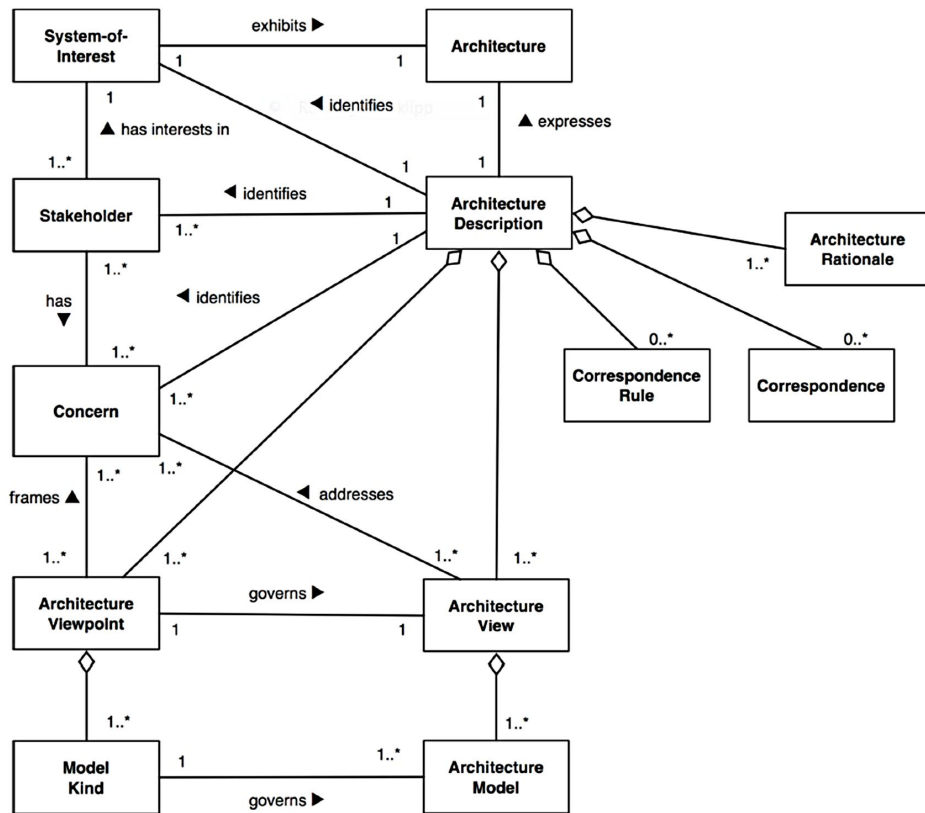 System-of-
Interest
exhibits ▶
Architecture
1
1
1
1
◀ identifies
▲ has interests in
▲ expresses
1..*
1
1
Stakeholder
◀ identifies
1
Architecture
Description
1..*
1
1..*
Architecture
Rationale
1..*
has
▼
◀ identifies
1..*
0..*
0..*
Concern
1..*
Correspondence
Rule
Correspondence
1..*
1..*
frames ▲
◀ addresses
1..*
1..*
1..*
1..*
Architecture
Viewpoint
governs ▶
Architecture
View
1
1
1..*
1..*
Model
Kind
1
1..*
Architecture
Model
governs ▶